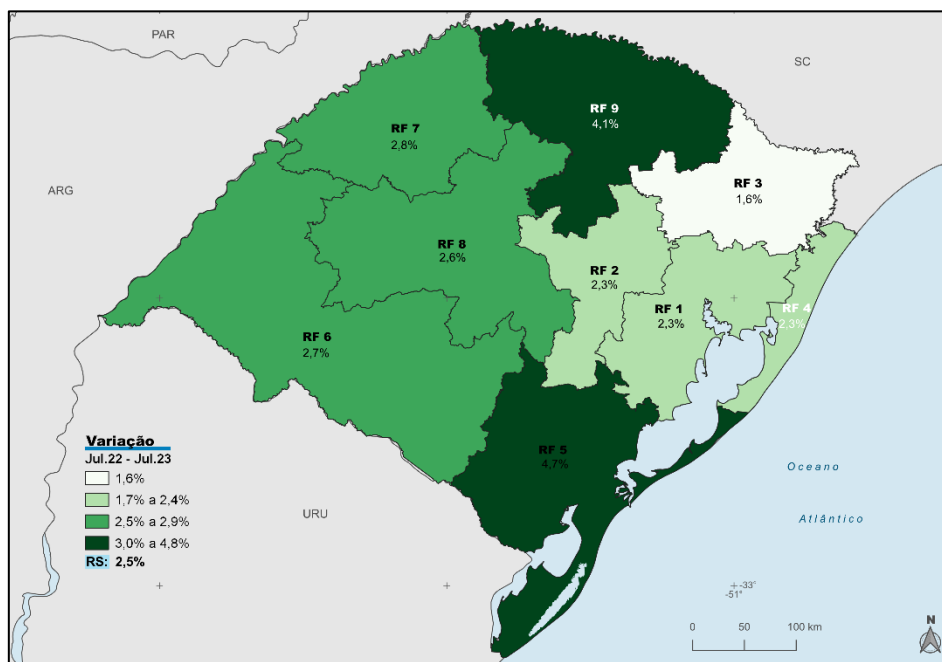 PAR
SC
RF 9
4,1%
RF 7
2,8%
ARG
RF 3
1,6%
RF 8
2,6%
RF 2
2,3%
RF 1
2,3%
RF 4
2,3%
RF 6
2,7%
RF 5
4,7%
Variação
Jul.22 - Jul.23
1,6%
1,7% a 2,4%
2,5% a 2,9%
3,0% a 4,8%
RS: 2,5%
URU
Oceano
Atlântico
-33°
-51°
0 50 100 km
N